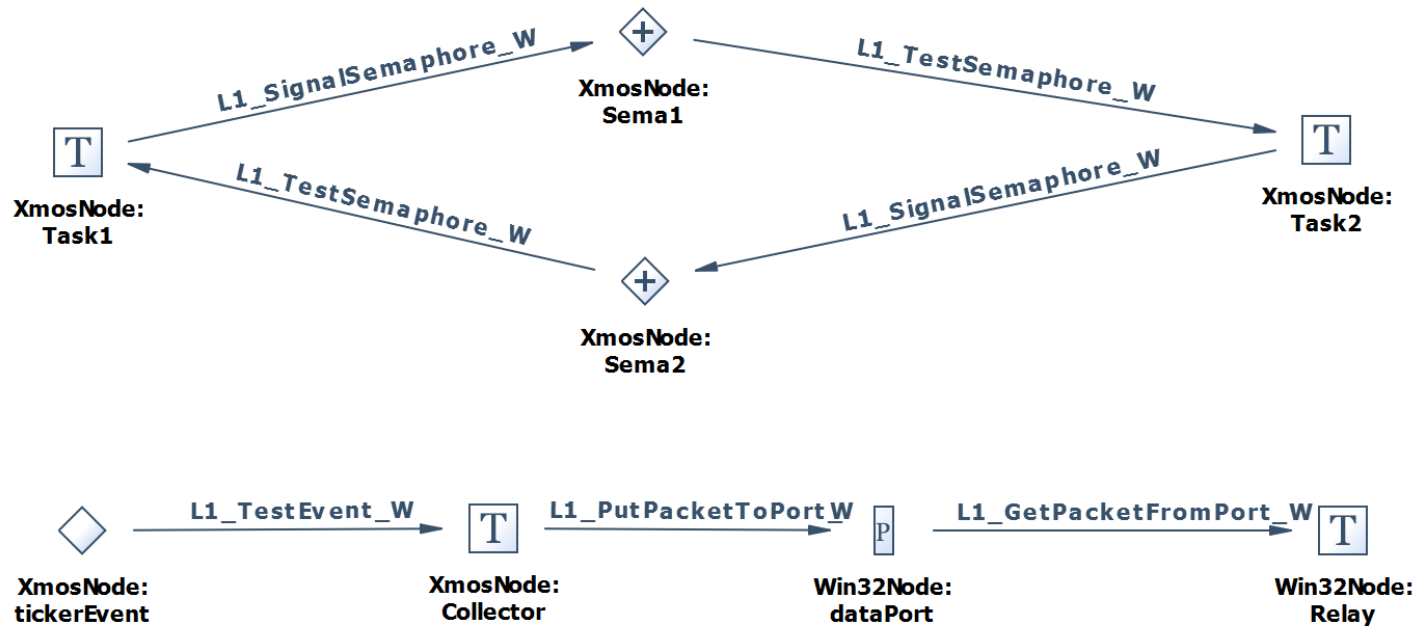 L1_SignalSemaphore_W
L1_TestSemaphore_W
XmosNode:
Sema1
T
XmosNode:
Task1
T
XmosNode:
Task2
L1_TestSemaphore_W
L1_SignalSemaphore_W
XmosNode:
Sema2
L1_TestEvent_W
L1_PutPacketToPort_W
L1_GetPacketFromPort_W
T
P
T
XmosNode:
tickerEvent
XmosNode:
Collector
Win32Node:
dataPort
Win32Node:
Relay